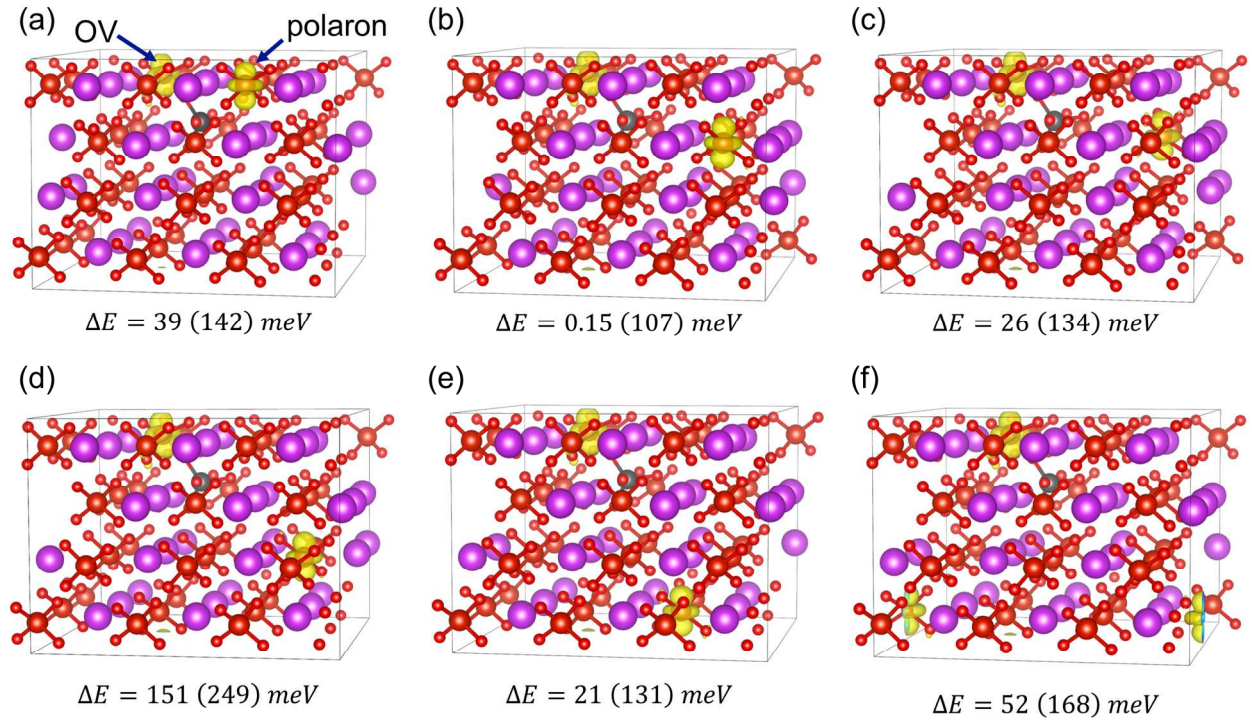 (a)
OV
polaron
(b)
(c)
ΔE = 39 (142) meV
ΔE = 0.15 (107) meV
ΔE = 26 (134) meV
(d)
(e)
(f)
ΔE = 151 (249) meV
ΔE = 21 (131) meV
ΔE = 52 (168) meV